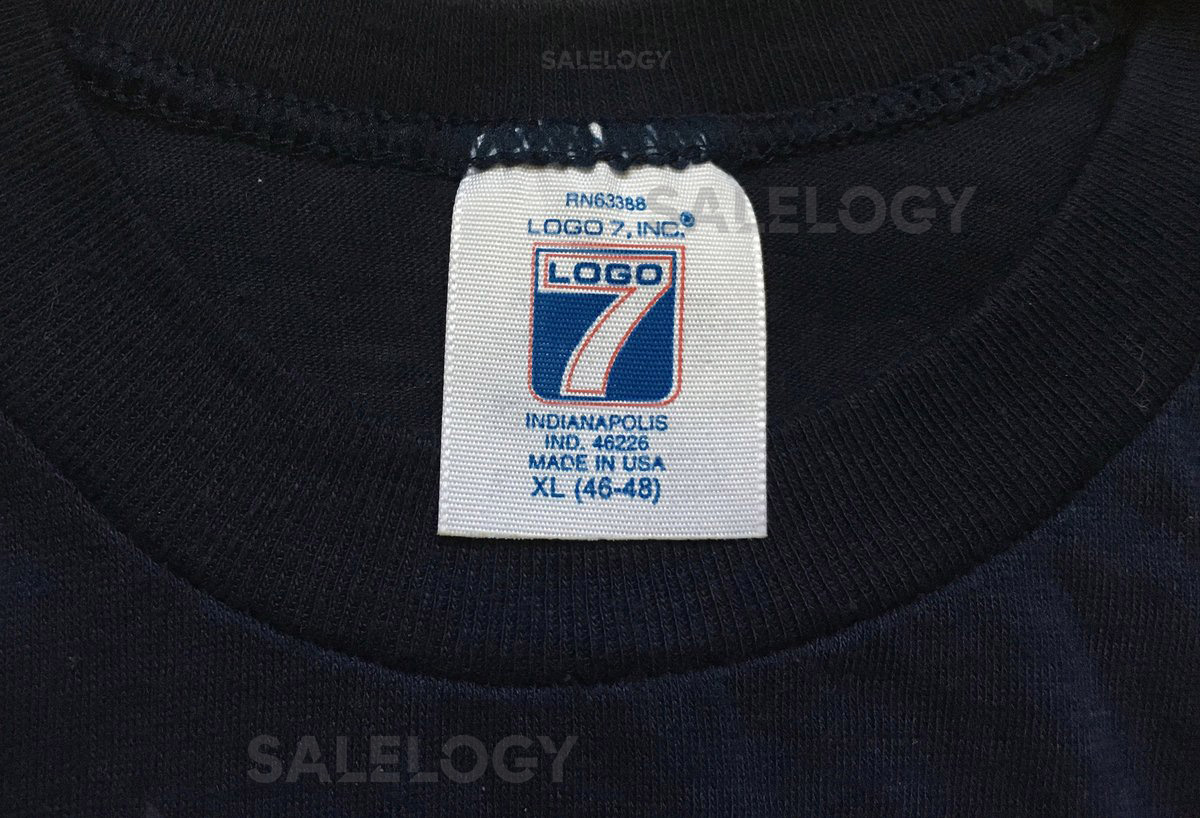 SALELOGY
RN63388
SALELOGY
LOGO 7, INC.®
LOGO
7
INDIANAPOLIS
IND. 46226
MADE IN USA
XL (46-48)
SALELOGY